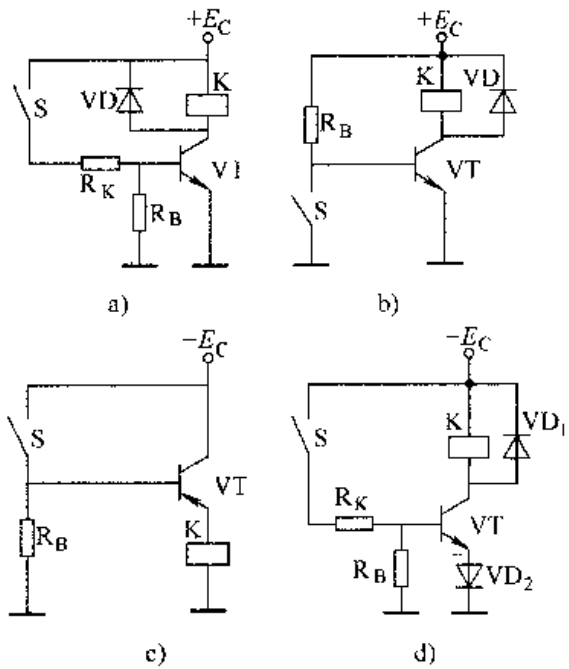 +E_C
K
VD
S
VT
R_K
R_B
a)
+E_C
K
VD
R_B
VT
S
b)
−E_C
S
VT
K
R_B
c)
−E_C
K
VD_1
S
R_K
VT
R_B
VD_2
d)